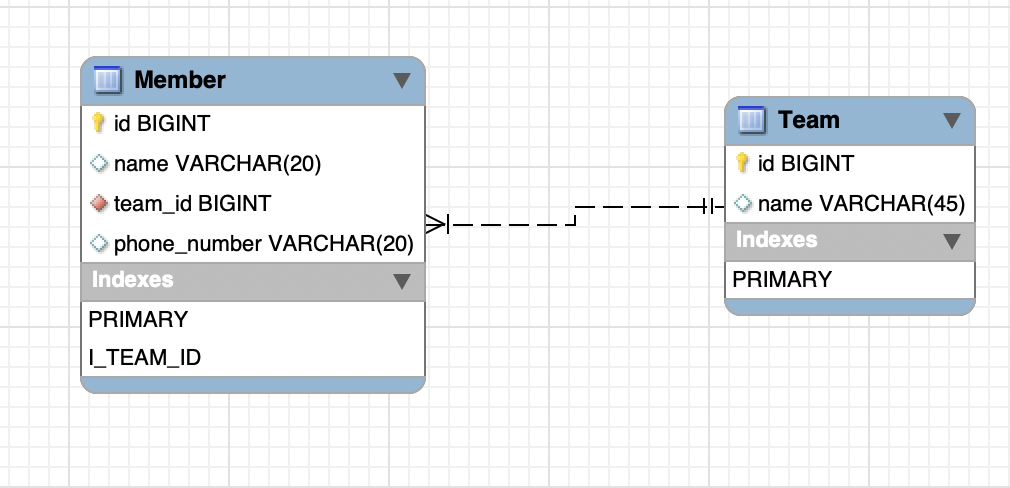 Member
id BIGINT
name VARCHAR(20)
team_id BIGINT
phone_number VARCHAR(20)
Indexes
PRIMARY
I_TEAM_ID
Team
id BIGINT
name VARCHAR(45)
Indexes
PRIMARY